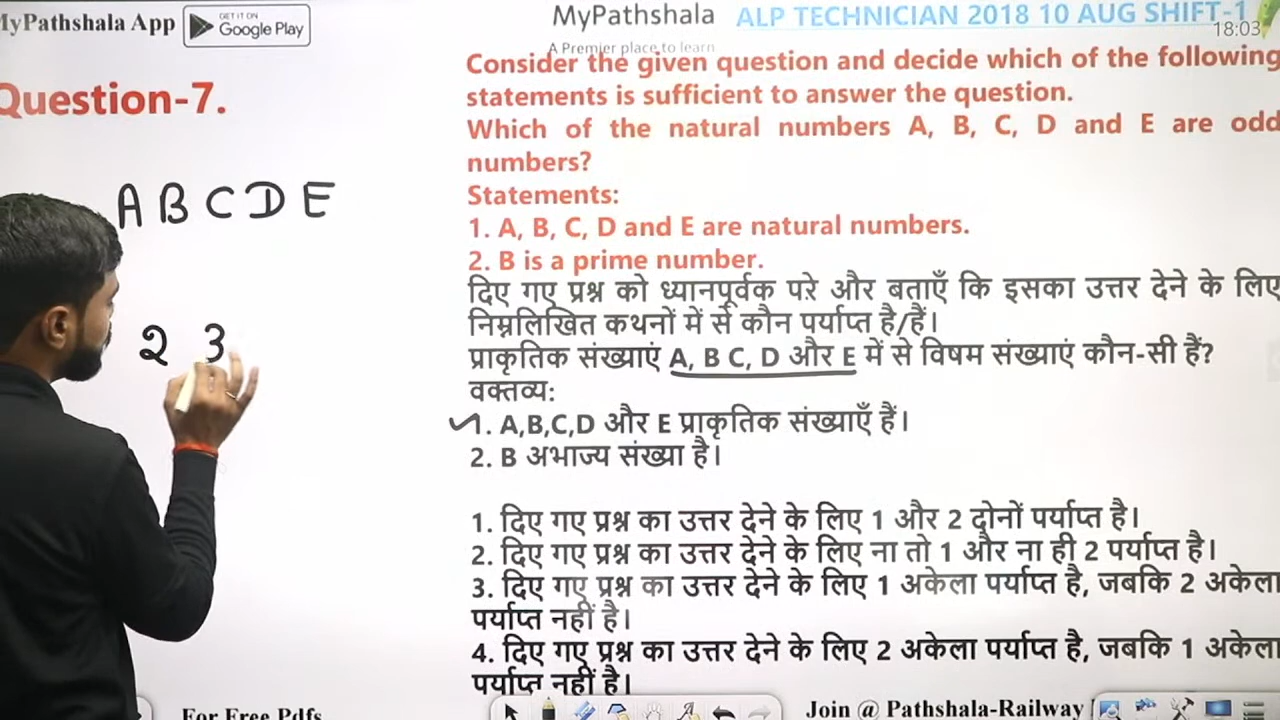 MyPathshala App
GET IT ON
Google Play
MyPathshala
A Premier place to learn
ALP TECHNICIAN 2018 10 AUG SHIFT-1
18:03
Question-7.
Consider the given question and decide which of the following
statements is sufficient to answer the question.
Which of the natural numbers A, B, C, D and E are odd
numbers?
Statements:
1. A, B, C, D and E are natural numbers.
2. B is a prime number.
दिए गए प्रश्न को ध्यानपूर्वक पऱे और बताएँ कि इसका उत्तर देने के लिए
निम्नलिखित कथनों में से कौन पर्याप्त है/हैं।
प्राकृतिक संख्याएं A, B C, D और E में से विषम संख्याएं कौन-सी हैं?
वक्तव्य:
1. A,B,C,D और E प्राकृतिक संख्याएँ हैं।
2. B अभाज्य संख्या है।
1. दिए गए प्रश्न का उत्तर देने के लिए 1 और 2 दोनों पर्याप्त है।
2. दिए गए प्रश्न का उत्तर देने के लिए ना तो 1 और ना ही 2 पर्याप्त है।
3. दिए गए प्रश्न का उत्तर देने के लिए 1 अकेला पर्याप्त है, जबकि 2 अकेला
पर्याप्त नहीं है।
4. दिए गए प्रश्न का उत्तर देने के लिए 2 अकेला पर्याप्त है, जबकि 1 अकेला
पर्याप्त नहीं है।
A B C D E
2 3
For Free Pdfs
Join @ Pathshala-Railway